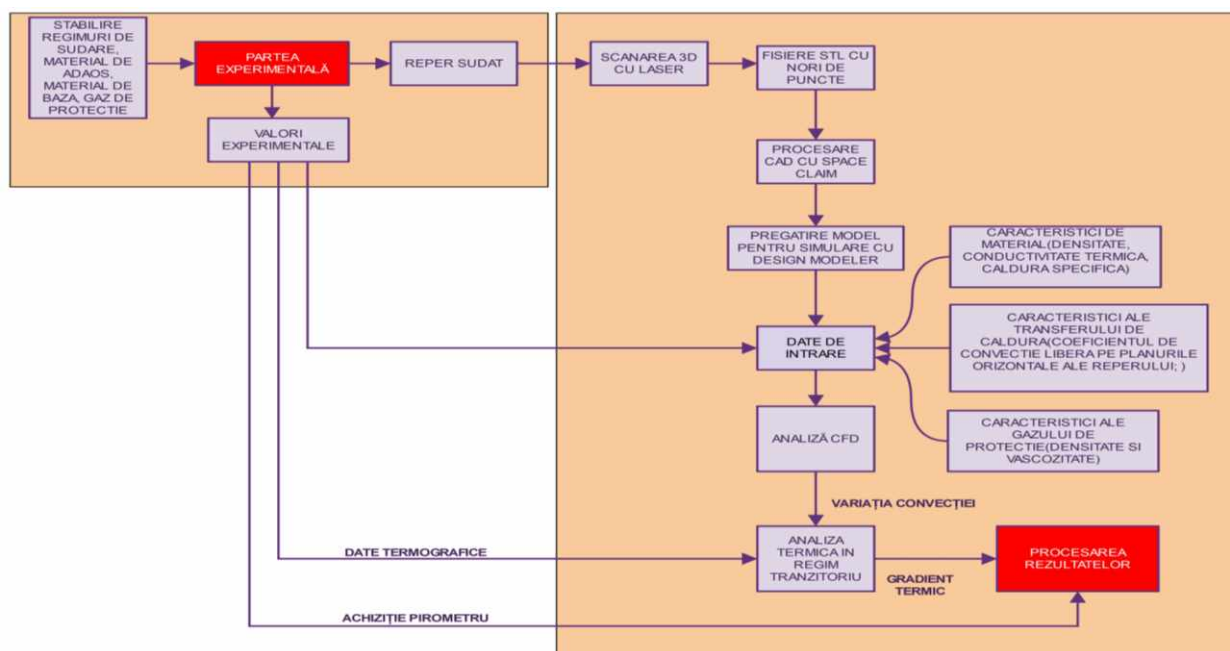 STABILIRE
REGIMURI DE
SUDARE,
MATERIAL DE
ADAOS,
MATERIAL DE
BAZA, GAZ DE
PROTECTIE
PARTEA
EXPERIMENTALĂ
REPER SUDAT
VALORI
EXPERIMENTALE
SCANAREA 3D
CU LASER
FISIERE STL CU
NORI DE
PUNCTE
PROCESARE
CAD CU SPACE
CLAIM
PREGATIRE MODEL
PENTRU SIMULARE CU
DESIGN MODELER
CARACTERISTICI DE
MATERIAL(DENSITATE,
CONDUCTIVITATE TERMICA,
CALDURA SPECIFICA)
DATE DE
INTRARE
CARACTERISTICI ALE
TRANSFERULUI DE
CALDURA(COEFICIENTUL DE
CONVECTIE LIBERA PE PLANURILE
ORIZONTALE ALE REPERULUI; )
ANALIZĂ CFD
CARACTERISTICI ALE
GAZULUI DE
PROTECTIE(DENSITATE SI
VASCOZITATE)
VARIAȚIA CONVECȚIEI
DATE TERMOGRAFICE
ANALIZA
TERMICA IN
REGIM
TRANZITORIU
GRADIENT
TERMIC
PROCESAREA
REZULTATELOR
ACHIZIȚIE PIROMETRU